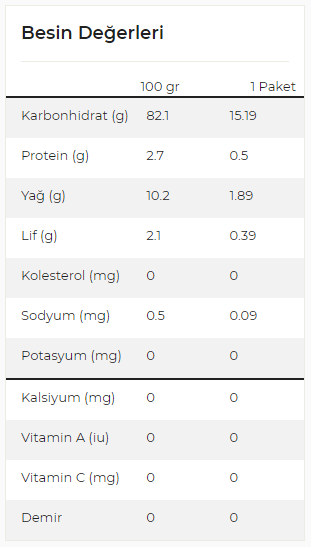 Besin Değerleri
100 gr 1 Paket
Karbonhidrat (g) 82.1 15.19
Protein (g) 2.7 0.5
Yağ (g) 10.2 1.89
Lif (g) 2.1 0.39
Kolesterol (mg) 0 0
Sodyum (mg) 0.5 0.09
Potasyum (mg) 0 0
Kalsiyum (mg) 0 0
Vitamin A (iu) 0 0
Vitamin C (mg) 0 0
Demir 0 0